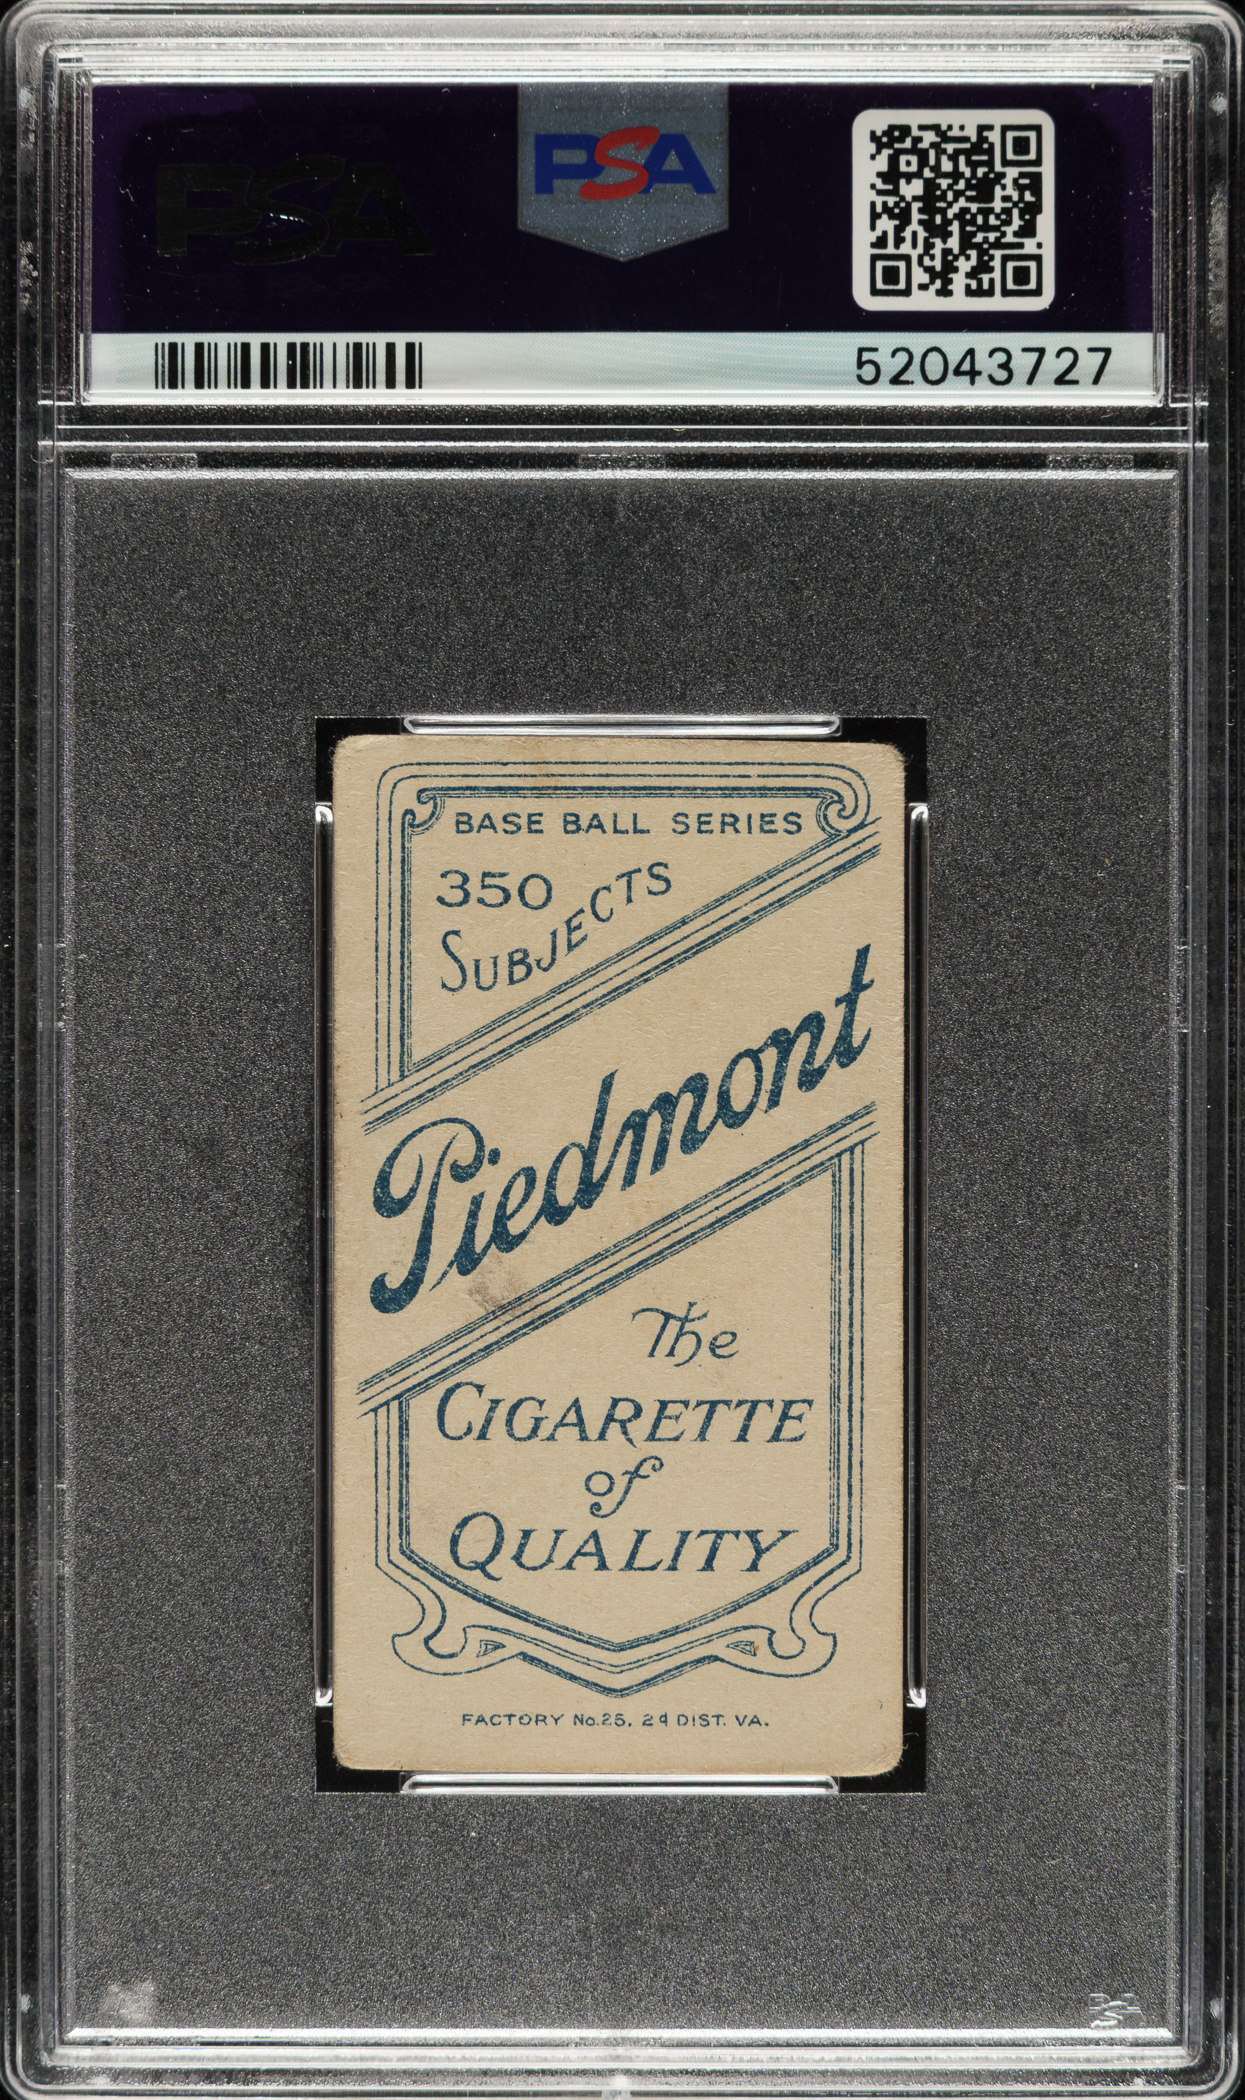 PSA
PSA
52043727
BASE BALL SERIES
350
SUBJECTS
Piedmont
The
CIGARETTE
of
QUALITY
FACTORY No.25. 2d DIST. VA.
PSA